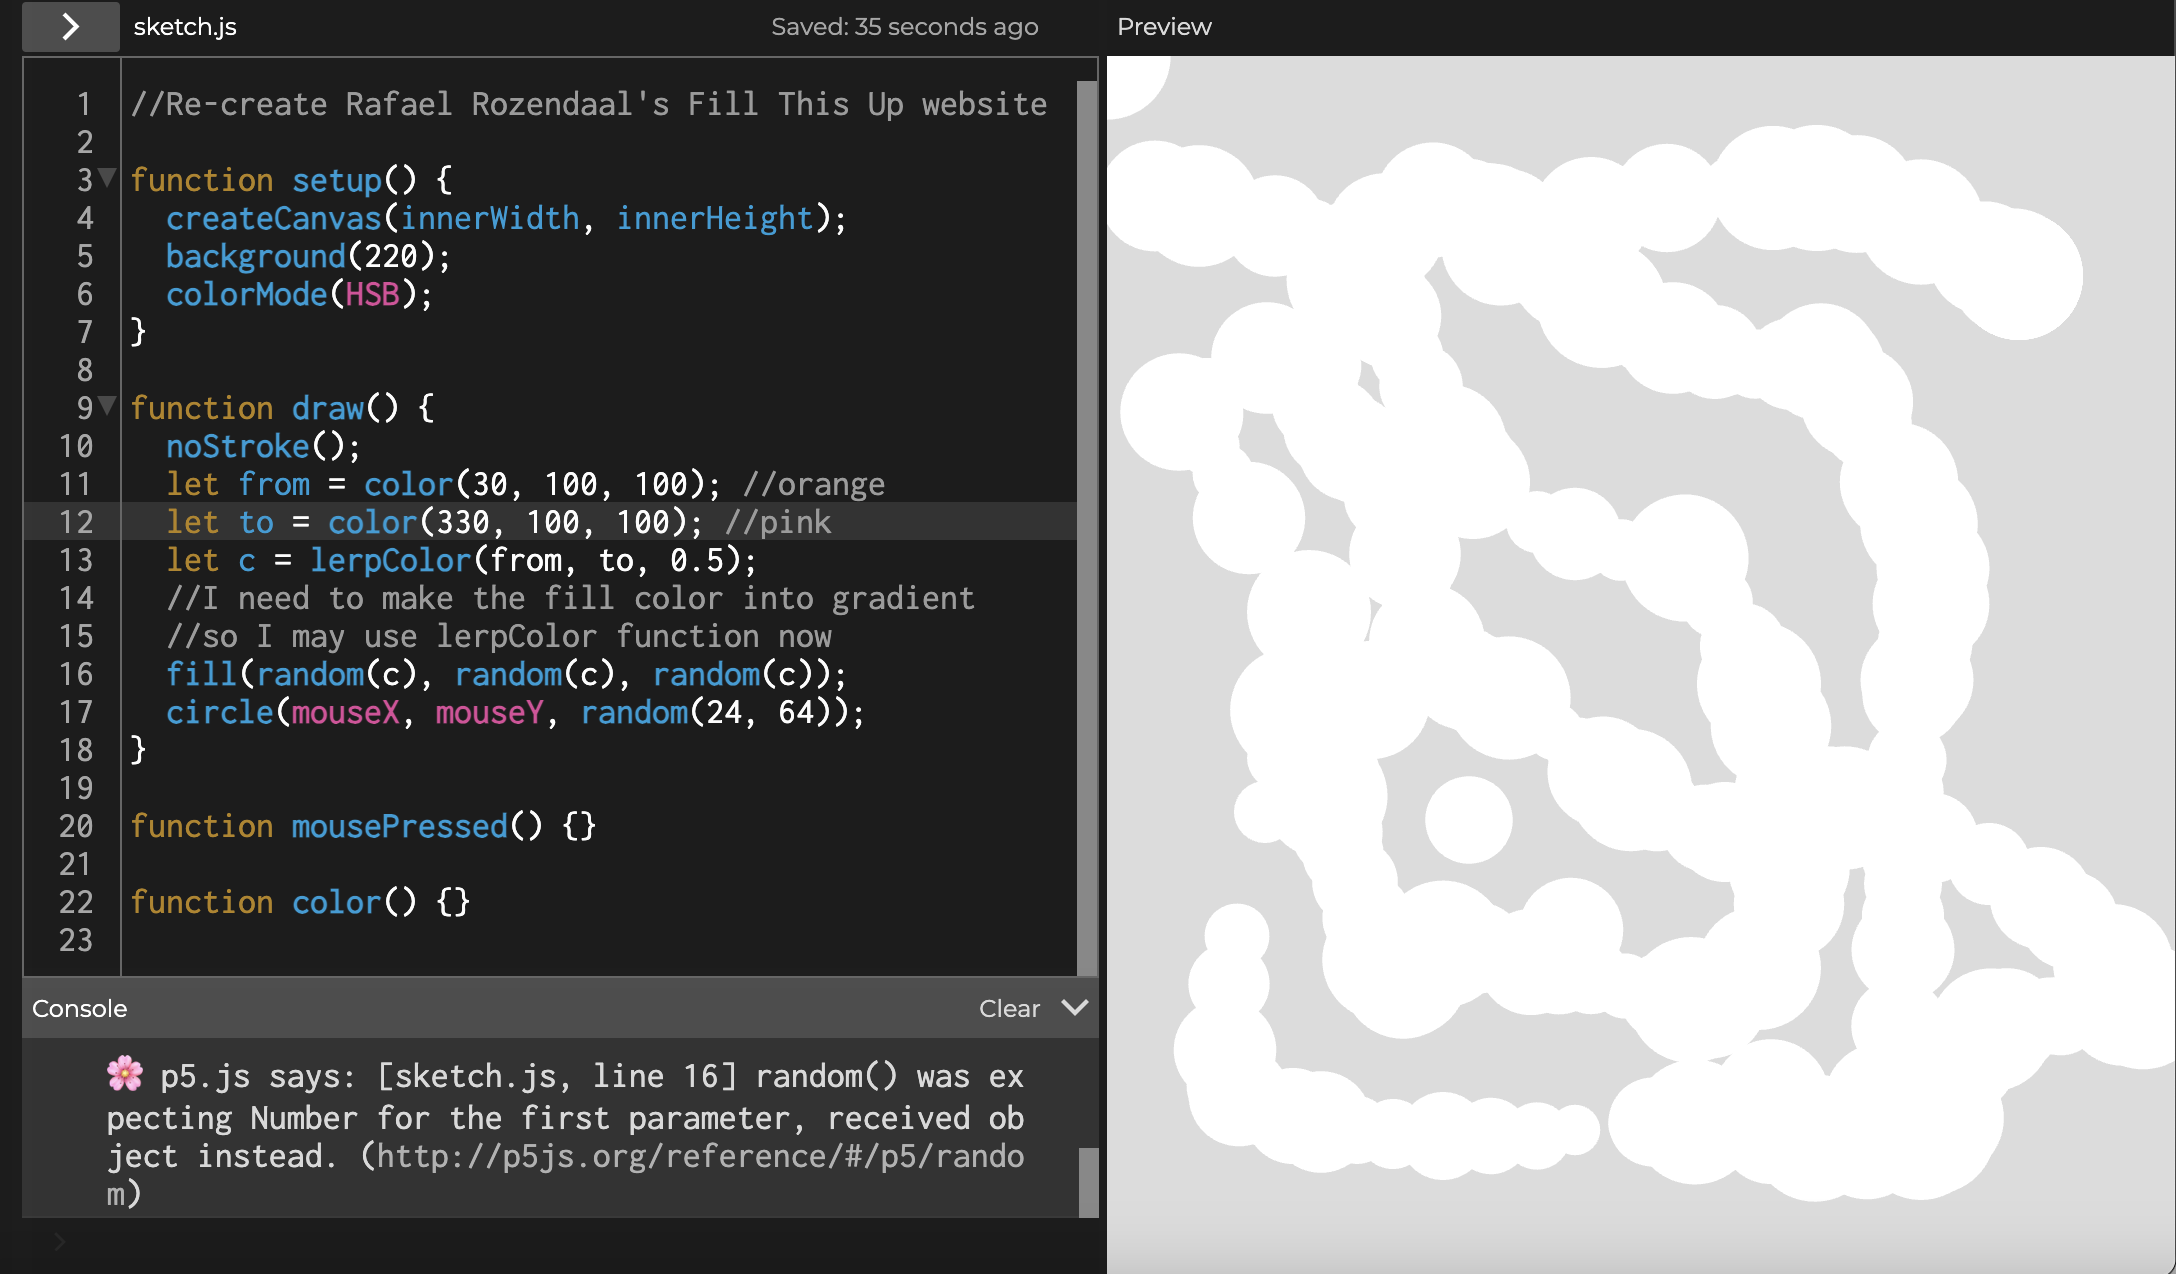 sketch.js
Saved: 35 seconds ago
Preview
1 //Re-create Rafael Rozendaal's Fill This Up website
2
3 function setup() {
4 createCanvas(innerWidth, innerHeight);
5 background(220);
6 colorMode(HSB);
7 }
8
9 function draw() {
10 noStroke();
11 let from = color(30, 100, 100); //orange
12 let to = color(330, 100, 100); //pink
13 let c = lerpColor(from, to, 0.5);
14 //I need to make the fill color into gradient
15 //so I may use lerpColor function now
16 fill(random(c), random(c), random(c));
17 circle(mouseX, mouseY, random(24, 64));
18 }
19
20 function mousePressed() {}
21
22 function color() {}
23
Console
Clear
🌸 p5.js says: [sketch.js, line 16] random() was ex
pecting Number for the first parameter, received ob
ject instead. (http://p5js.org/reference/#/p5/rando
m)